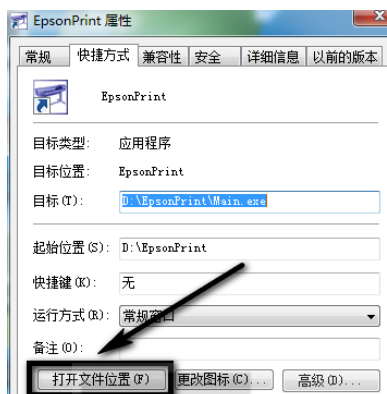 EpsonPrint 属性
常规 快捷方式 兼容性 安全 详细信息 以前的版本
EpsonPrint
目标类型: 应用程序
目标位置: EpsonPrint
目标(T): D:\EpsonPrint\Main.exe
起始位置(S): D:\EpsonPrint
快捷键(K): 无
运行方式(R): 常规窗口
备注(O):
打开文件位置(F) 更改图标(C)... 高级(D)...